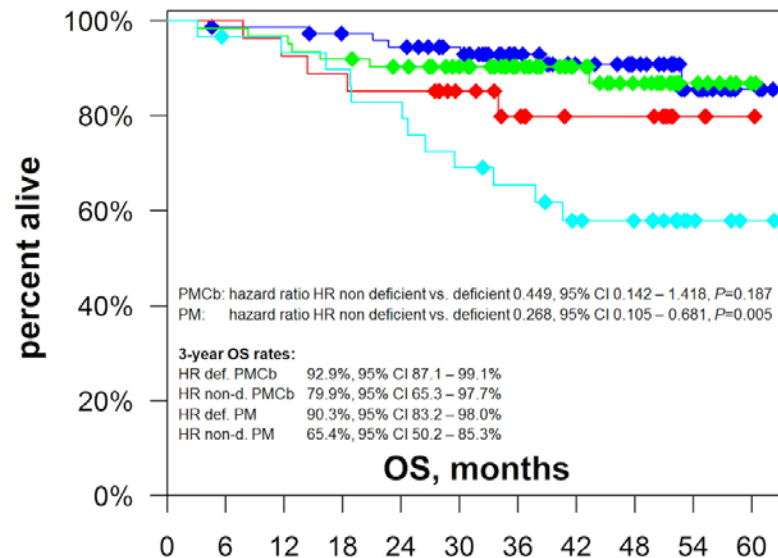 100%
80%
60%
40%
20%
0%
percent alive
PMCb: hazard ratio HR non deficient vs. deficient 0.449, 95% CI 0.142 – 1.418, P=0.187
PM: hazard ratio HR non deficient vs. deficient 0.268, 95% CI 0.105 – 0.681, P=0.005
3-year OS rates:
HR def. PMCb 92.9%, 95% CI 87.1 – 99.1%
HR non-d. PMCb 79.9%, 95% CI 65.3 – 97.7%
HR def. PM 90.3%, 95% CI 83.2 – 98.0%
HR non-d. PM 65.4%, 95% CI 50.2 – 85.3%
OS, months
0 6 12 18 24 30 36 42 48 54 60